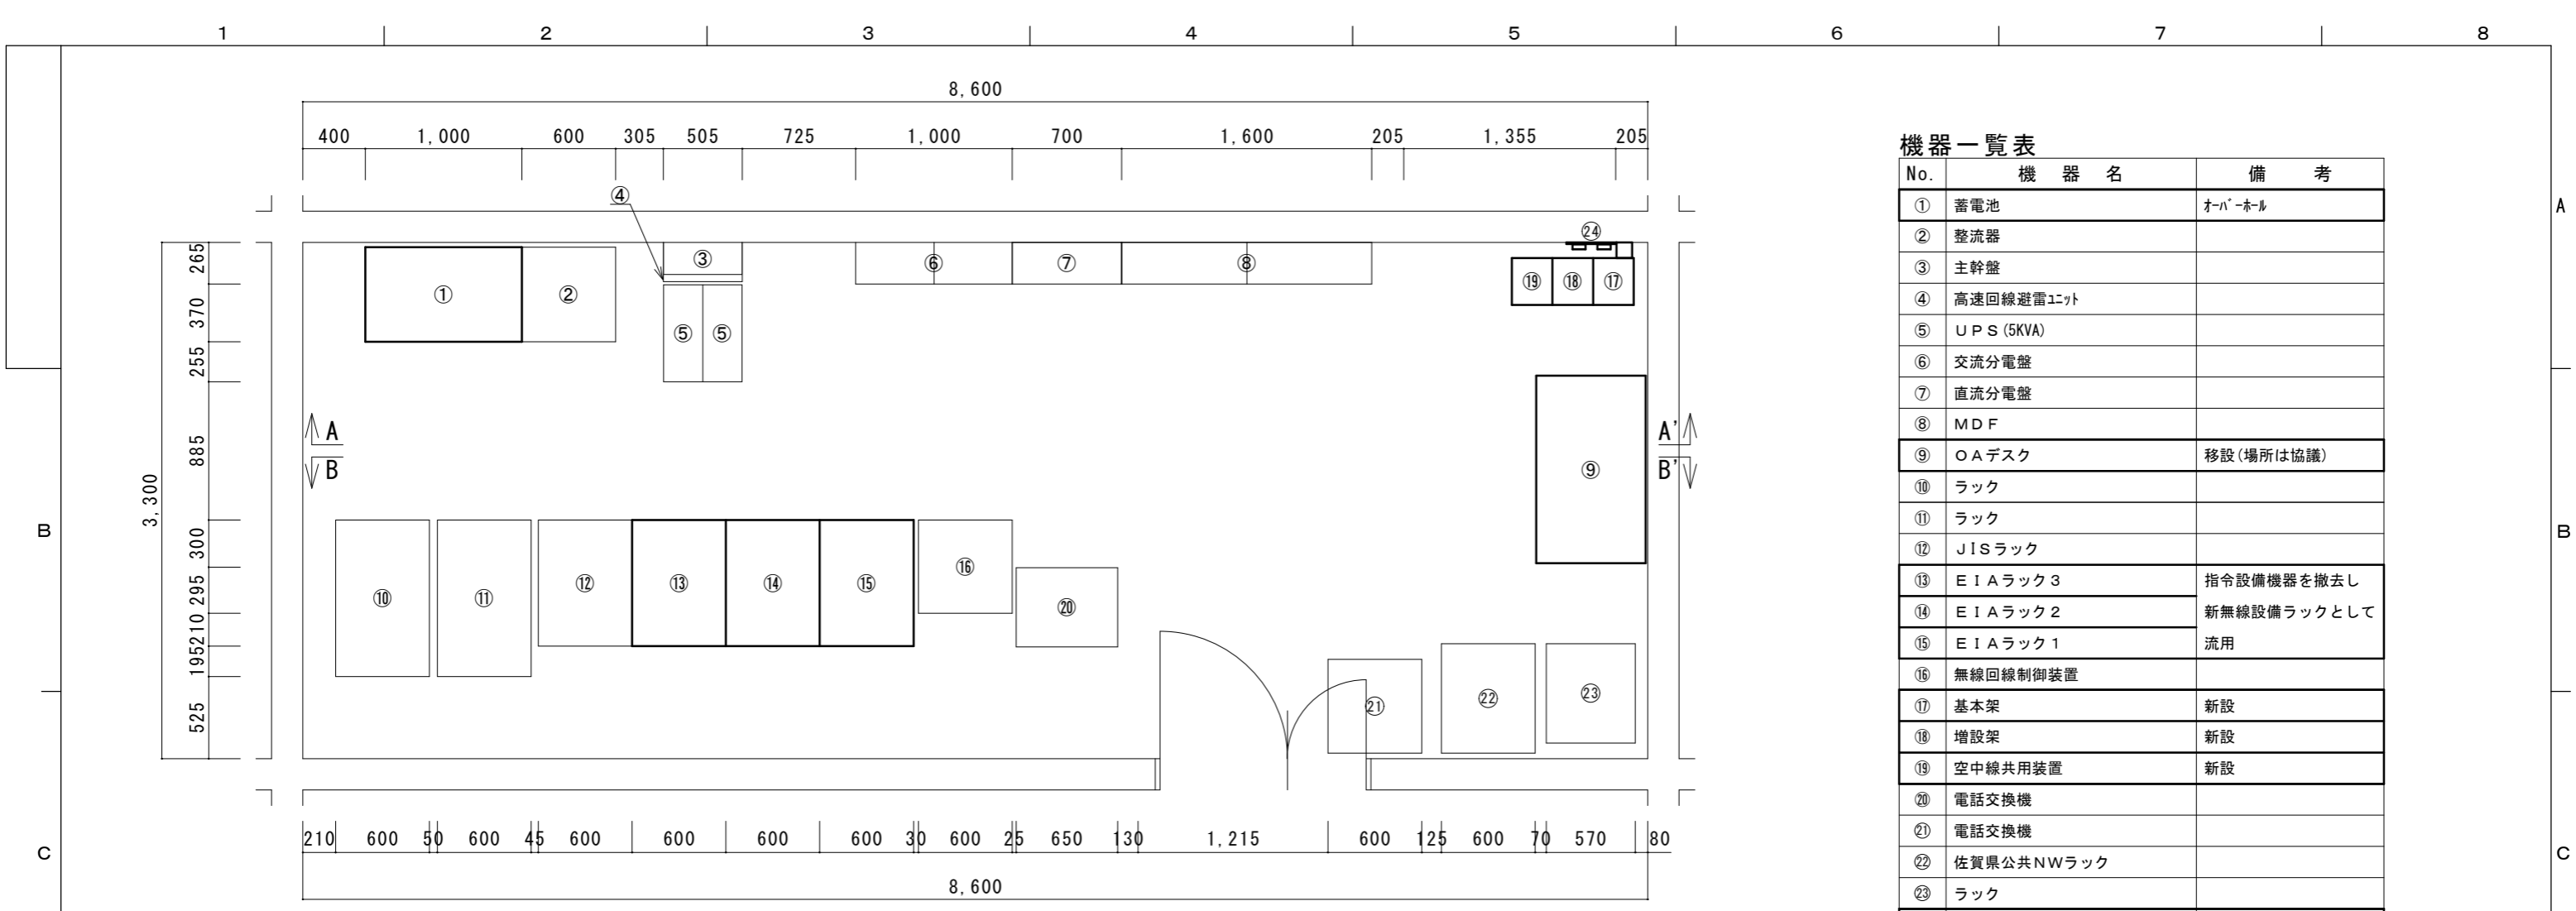 1 2 3 4 5 6 7 8
8,600
400 1,000 600 305 505 725 1,000 700 1,600 205 1,355 205
機器一覧表
No. 機 器 名 備 考
① 蓄電池 ｵｰﾊﾞｰﾎｰﾙ
② 整流器
③ 主幹盤
④ 高速回線避雷ﾕﾆｯﾄ
⑤ ＵＰＳ(5KVA)
⑥ 交流分電盤
⑦ 直流分電盤
⑧ ＭＤＦ
⑨ ＯＡデスク 移設(場所は協議)
⑩ ラック
⑪ ラック
⑫ ＪＩＳラック
⑬ ＥＩＡラック３ 指令設備機器を撤去し
⑭ ＥＩＡラック２ 新無線設備ラックとして
⑮ ＥＩＡラック１ 流用
⑯ 無線回線制御装置
⑰ 基本架 新設
⑱ 増設架 新設
⑲ 空中線共用装置 新設
⑳ 電話交換機
㉑ 電話交換機
㉒ 佐賀県公共ＮＷラック
㉓ ラック
A
B B
C C
④
㉔
③ ⑥ ⑦ ⑧
① ② ⑲ ⑱ ⑰
⑤ ⑤
A A'
B B'
⑨
⑩ ⑪ ⑫ ⑬ ⑭ ⑮ ⑯ ⑳
㉑ ㉒ ㉓
3,300
265
370
255
885
300
295
210
195
525
210 600 50 600 45 600 600 600 600 30 600 25 650 130 1,215 600 125 600 70 570 80
8,600